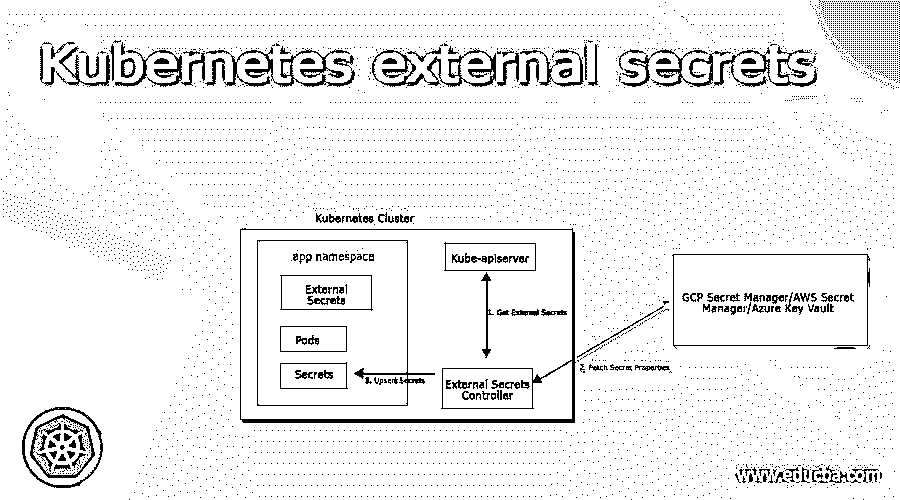 Kubernetes external secrets
Kubernetes Cluster
app namespace
External
Secrets
Pods
Secrets
Kube-apiserver
1. Get External Secrets
3. Upsert Secrets
External Secrets
Controller
2. Fetch Secret Properties
GCP Secret Manager/AWS Secret
Manager/Azure Key Vault
www.educba.com